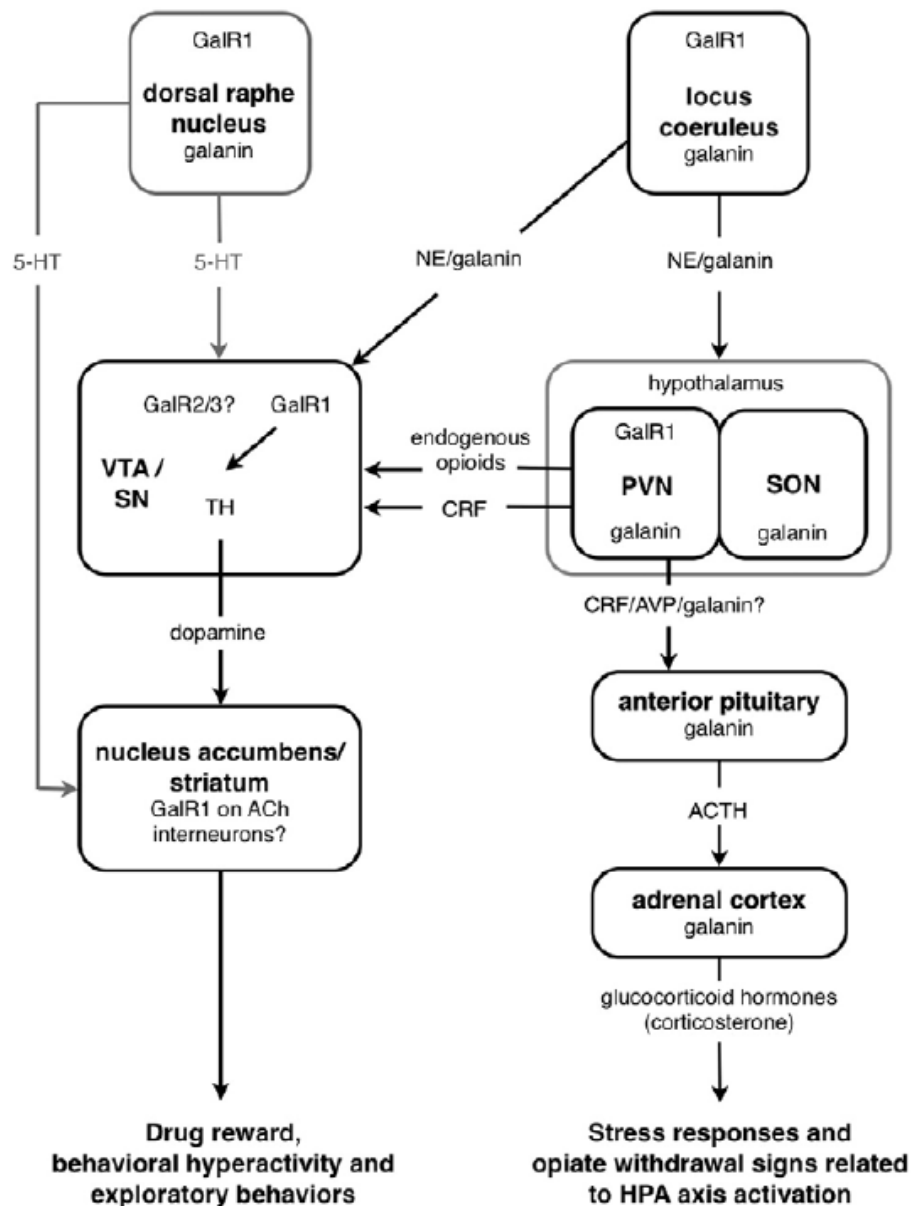 GalR1
dorsal raphe
nucleus
galanin
GalR1
locus
coeruleus
galanin
5-HT
5-HT
NE/galanin
NE/galanin
GalR2/3?
GalR1
VTA /
SN
TH
endogenous
opioids
CRF
hypothalamus
GalR1
PVN
galanin
SON
galanin
dopamine
CRF/AVP/galanin?
nucleus accumbens/
striatum
GalR1 on ACh
interneurons?
anterior pituitary
galanin
ACTH
adrenal cortex
galanin
glucocorticoid hormones
(corticosterone)
Drug reward,
behavioral hyperactivity and
exploratory behaviors
Stress responses and
opiate withdrawal signs related
to HPA axis activation